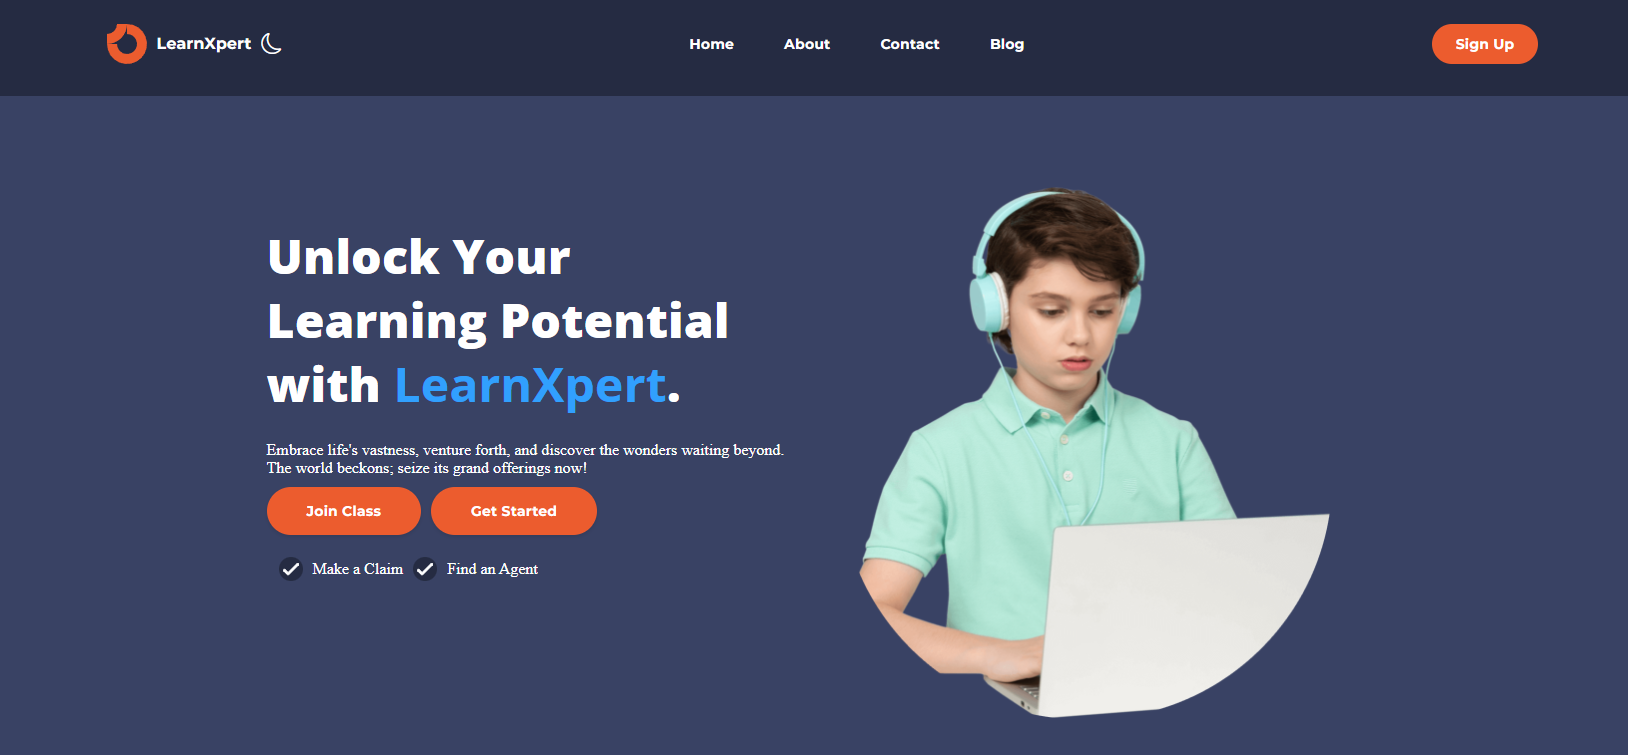 LearnXpert
Home
About
Contact
Blog
Sign Up
Unlock Your
Learning Potential
with LearnXpert.
Embrace life's vastness, venture forth, and discover the wonders waiting beyond.
The world beckons; seize its grand offerings now!
Join Class
Get Started
Make a Claim
Find an Agent